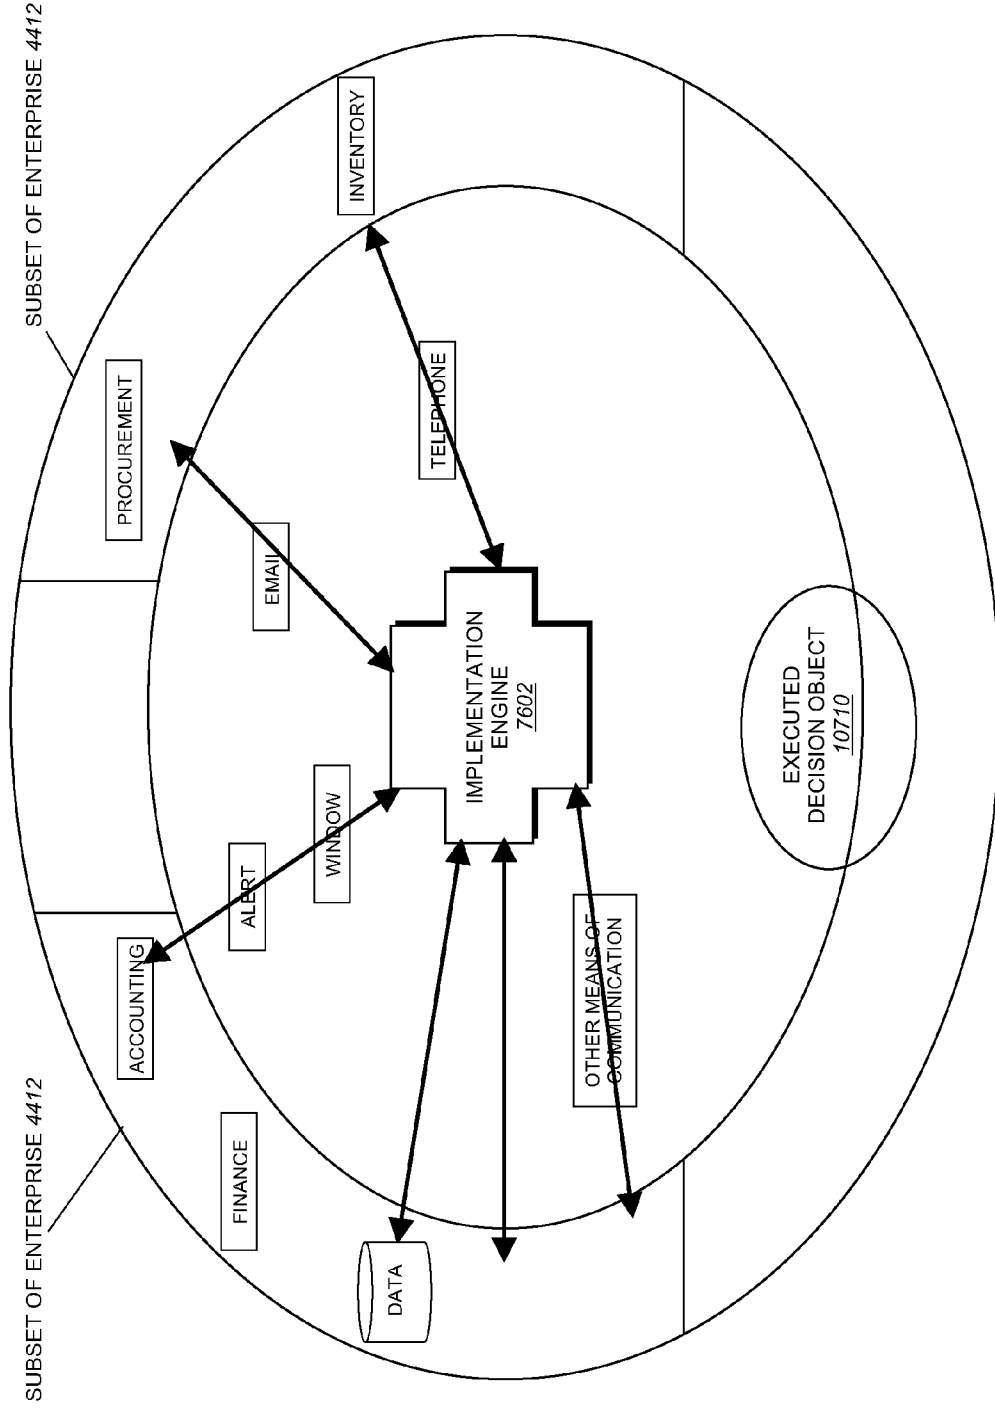 SUBSET OF ENTERPRISE 4412
SUBSET OF ENTERPRISE 4412
ACCOUNTING
PROCUREMENT
FINANCE
ALERT
EMAIL
WINDOW
INVENTORY
DATA
TELEPHONE
IMPLEMENTATION
ENGINE
7602
OTHER MEANS OF
COMMUNICATION
EXECUTED
DECISION OBJECT
10710